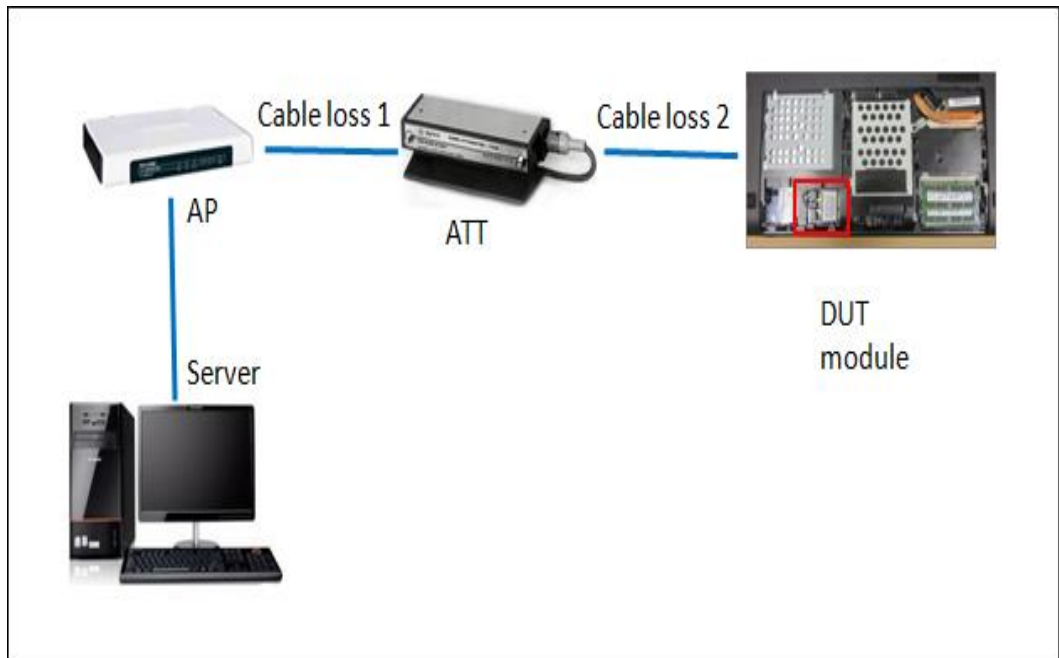 Cable loss 1
Cable loss 2
AP
ATT
DUT
module
Server